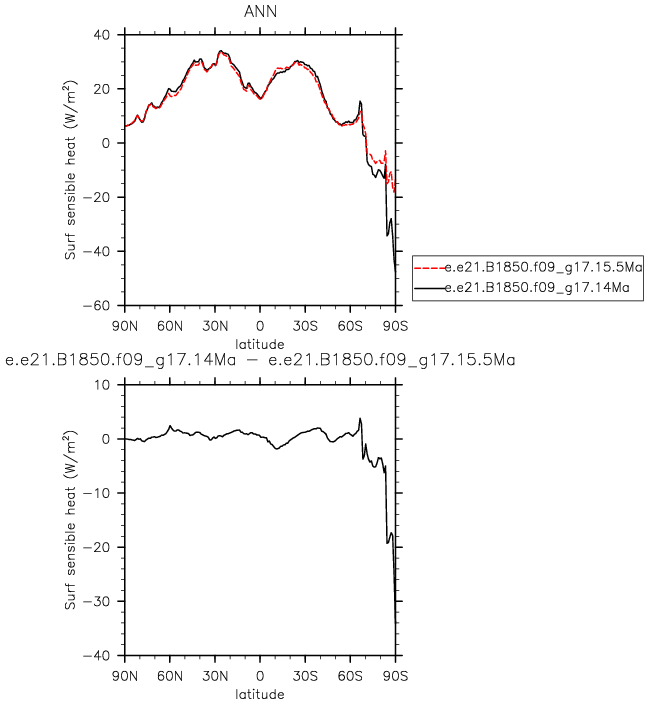 ANN
40
20
0
−20
−40
−60
Surf sensible heat (W/m²)
90N 60N 30N 0 30S 60S 90S
latitude
e.e21.B1850.f09_g17.15.5Ma
e.e21.B1850.f09_g17.14Ma
e.e21.B1850.f09_g17.14Ma − e.e21.B1850.f09_g17.15.5Ma
10
0
−10
−20
−30
−40
Surf sensible heat (W/m²)
90N 60N 30N 0 30S 60S 90S
latitude